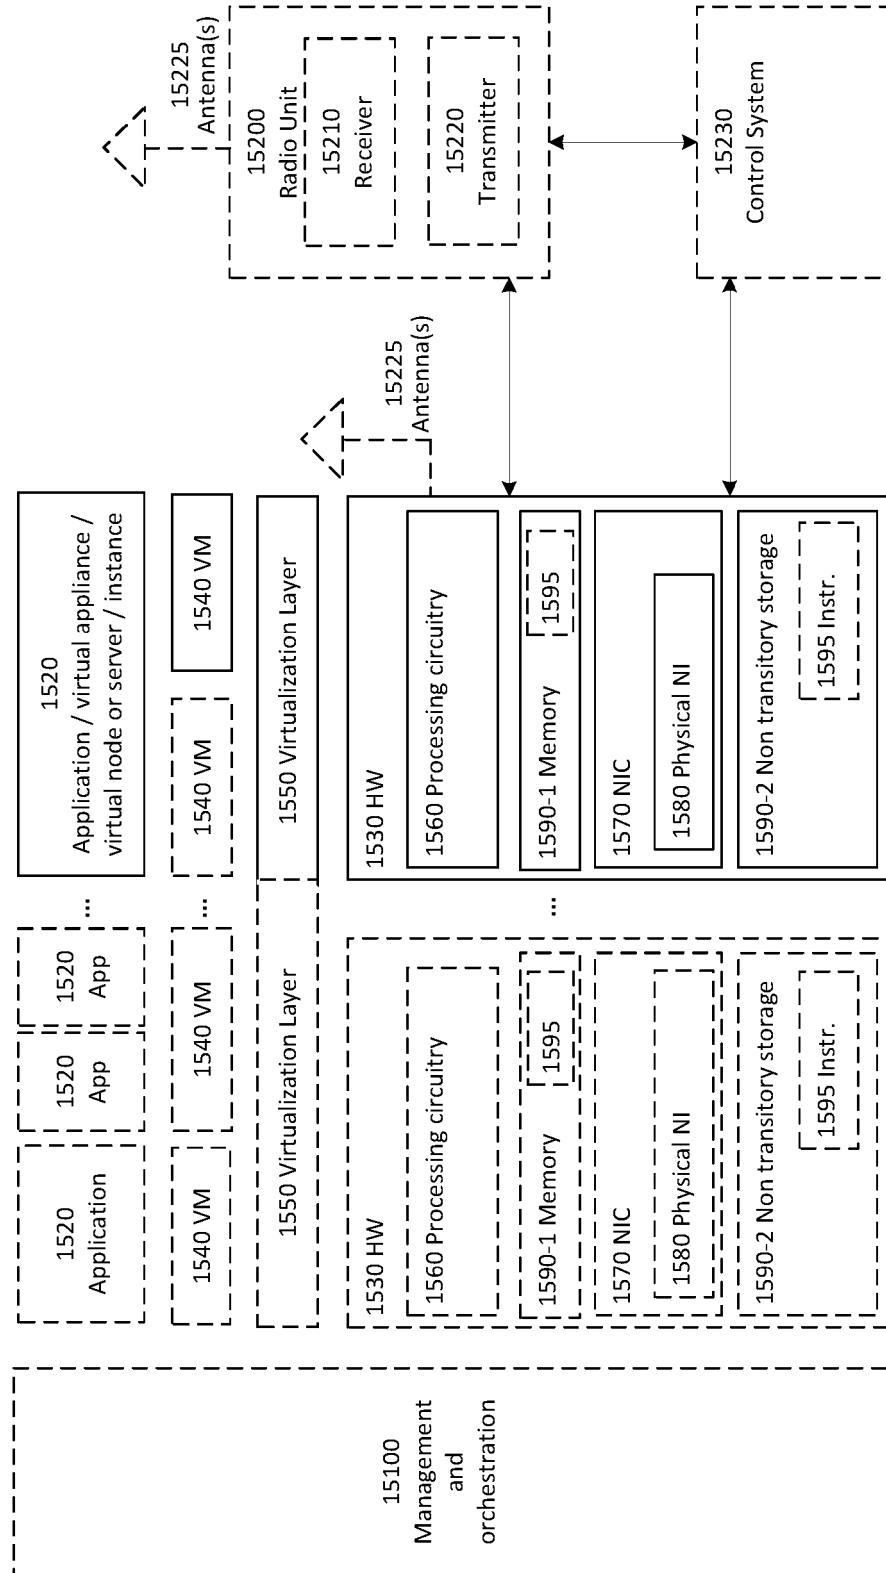 15100
Management
and
orchestration
1520
Application
1520
App
1520
App
...
1520
Application / virtual appliance /
virtual node or server / instance
1540 VM
1540 VM
...
1540 VM
1540 VM
1550 Virtualization Layer
1550 Virtualization Layer
1530 HW
1560 Processing circuitry
1590-1 Memory
1595
1570 NIC
1580 Physical NI
1590-2 Non transitory storage
1595 Instr.
...
1530 HW
1560 Processing circuitry
1590-1 Memory
1595
1570 NIC
1580 Physical NI
1590-2 Non transitory storage
1595 Instr.
15225
Antenna(s)
15225
Antenna(s)
15200
Radio Unit
15210
Receiver
15220
Transmitter
15230
Control System